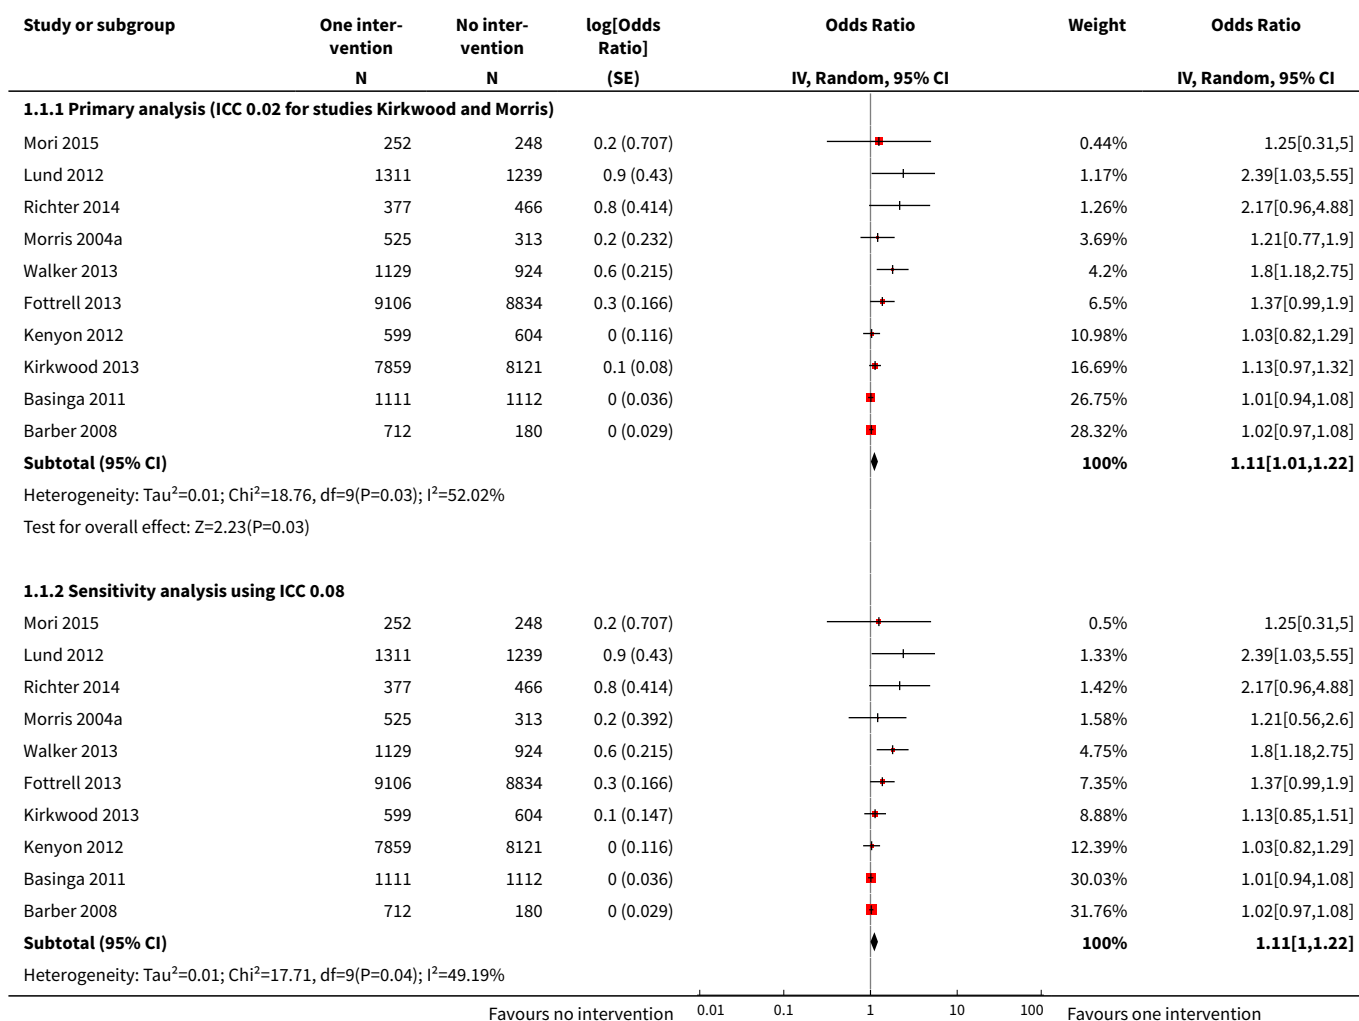 Study or subgroup One inter- No inter- log[Odds Odds Ratio Weight Odds Ratio
vention vention Ratio]
N N (SE) IV, Random, 95% CI IV, Random, 95% CI
1.1.1 Primary analysis (ICC 0.02 for studies Kirkwood and Morris)
Mori 2015 252 248 0.2 (0.707) 0.44% 1.25[0.31,5]
Lund 2012 1311 1239 0.9 (0.43) 1.17% 2.39[1.03,5.55]
Richter 2014 377 466 0.8 (0.414) 1.26% 2.17[0.96,4.88]
Morris 2004a 525 313 0.2 (0.232) 3.69% 1.21[0.77,1.9]
Walker 2013 1129 924 0.6 (0.215) 4.2% 1.8[1.18,2.75]
Fottrell 2013 9106 8834 0.3 (0.166) 6.5% 1.37[0.99,1.9]
Kenyon 2012 599 604 0 (0.116) 10.98% 1.03[0.82,1.29]
Kirkwood 2013 7859 8121 0.1 (0.08) 16.69% 1.13[0.97,1.32]
Basinga 2011 1111 1112 0 (0.036) 26.75% 1.01[0.94,1.08]
Barber 2008 712 180 0 (0.029) 28.32% 1.02[0.97,1.08]
Subtotal (95% CI) 100% 1.11[1.01,1.22]
Heterogeneity: Tau²=0.01; Chi²=18.76, df=9(P=0.03); I²=52.02%
Test for overall effect: Z=2.23(P=0.03)
1.1.2 Sensitivity analysis using ICC 0.08
Mori 2015 252 248 0.2 (0.707) 0.5% 1.25[0.31,5]
Lund 2012 1311 1239 0.9 (0.43) 1.33% 2.39[1.03,5.55]
Richter 2014 377 466 0.8 (0.414) 1.42% 2.17[0.96,4.88]
Morris 2004a 525 313 0.2 (0.392) 1.58% 1.21[0.56,2.6]
Walker 2013 1129 924 0.6 (0.215) 4.75% 1.8[1.18,2.75]
Fottrell 2013 9106 8834 0.3 (0.166) 7.35% 1.37[0.99,1.9]
Kirkwood 2013 599 604 0.1 (0.147) 8.88% 1.13[0.85,1.51]
Kenyon 2012 7859 8121 0 (0.116) 12.39% 1.03[0.82,1.29]
Basinga 2011 1111 1112 0 (0.036) 30.03% 1.01[0.94,1.08]
Barber 2008 712 180 0 (0.029) 31.76% 1.02[0.97,1.08]
Subtotal (95% CI) 100% 1.11[1,1.22]
Heterogeneity: Tau²=0.01; Chi²=17.71, df=9(P=0.04); I²=49.19%
Favours no intervention 0.01 0.1 1 10 100 Favours one intervention